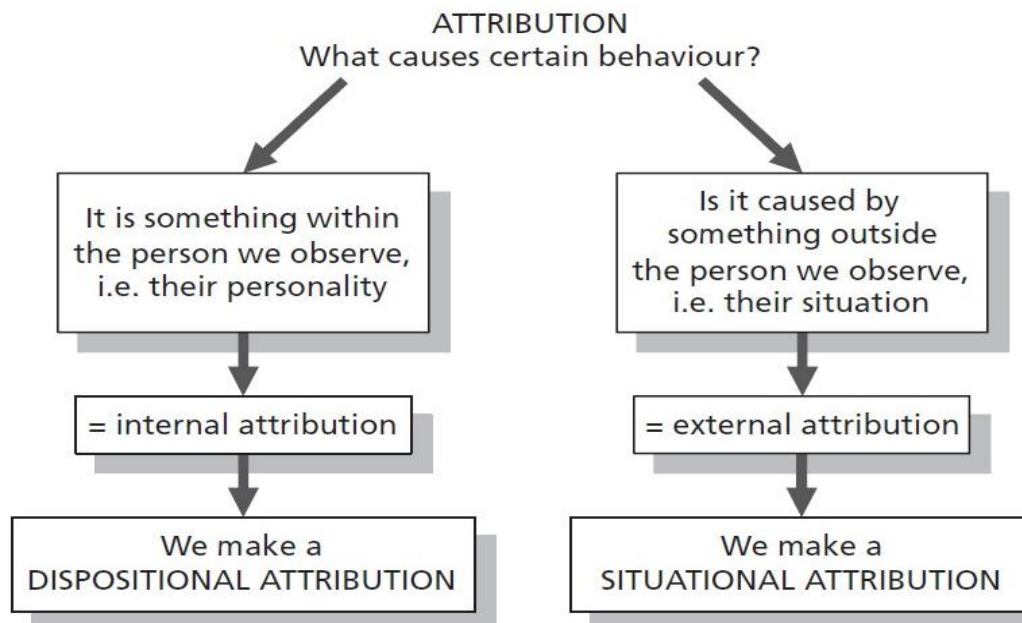 ATTRIBUTION
What causes certain behaviour?
It is something within
the person we observe,
i.e. their personality
Is it caused by
something outside
the person we observe,
i.e. their situation
= internal attribution
= external attribution
We make a
DISPOSITIONAL ATTRIBUTION
We make a
SITUATIONAL ATTRIBUTION